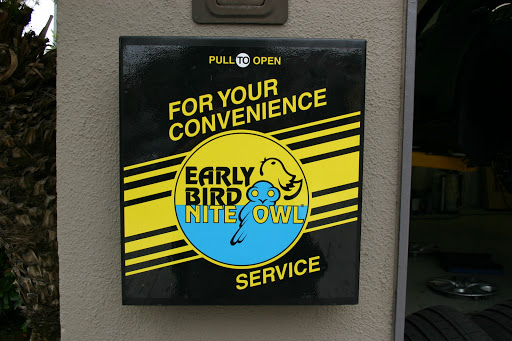 PULL TO OPEN
FOR YOUR
CONVENIENCE
EARLY
BIRD
NITE OWL
SERVICE